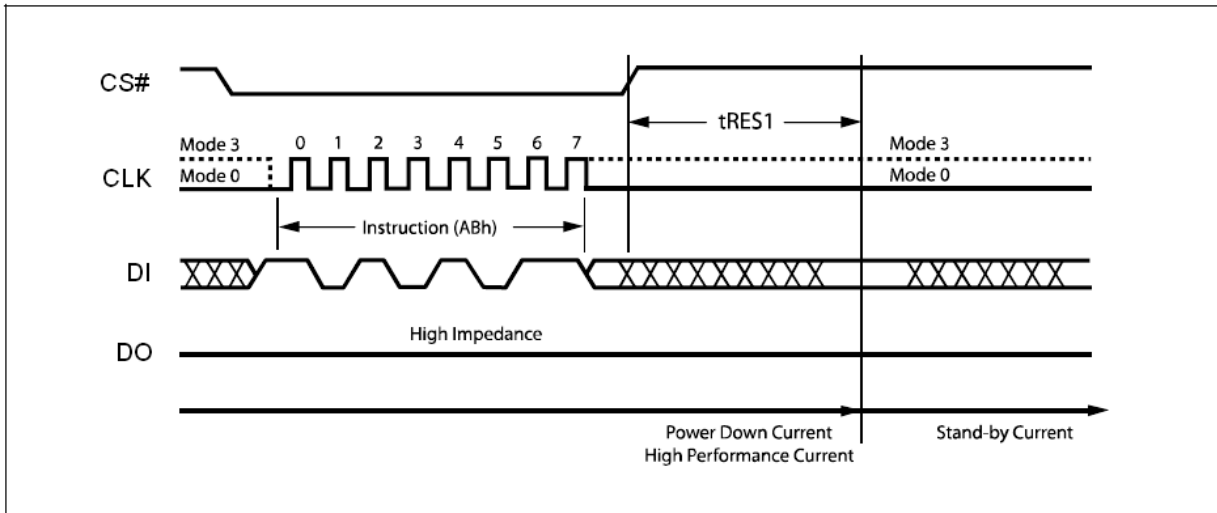 CS#
tRES1
Mode 3 0 1 2 3 4 5 6 7 Mode 3
CLK Mode 0 Mode 0
Instruction (ABh)
DI
High Impedance
DO
Power Down Current Stand-by Current
High Performance Current